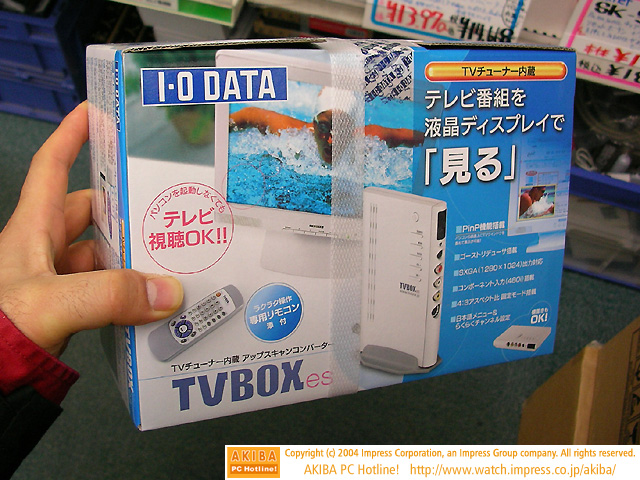 I·O DATA
I·O DATA
TVチューナー内蔵
テレビ番組を
液晶ディスプレイで
「見る」
パソコンを起動しなくても
テレビ
視聴OK!!
■PinP機能搭載
■ゴーストリデューサ搭載
■SXGA(1280×1024)出力対応
■コンポーネント入力(480i)搭載
■4:3アスペクト比 固定モード搭載
■日本語メニュー&
らくらくチャンネル設定
横置きも
OK!
ラクラク操作
専用リモコン
添付
TVBOX
TVチューナー内蔵 アップスキャンコンバーター
TVBOXes
AKIBA
PC Hotline!
Copyright (c) 2004 Impress Corporation, an Impress Group company. All rights reserved.
AKIBA PC Hotline! http://www.watch.impress.co.jp/akiba/